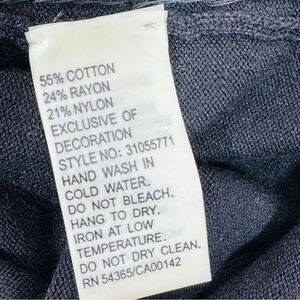 55% COTTON
24% RAYON
21% NYLON
EXCLUSIVE OF
DECORATION
STYLE NO: 31055771
HAND WASH IN
COLD WATER.
DO NOT BLEACH.
HANG TO DRY.
IRON AT LOW
TEMPERATURE.
DO NOT DRY CLEAN.
RN 54365/CA00142